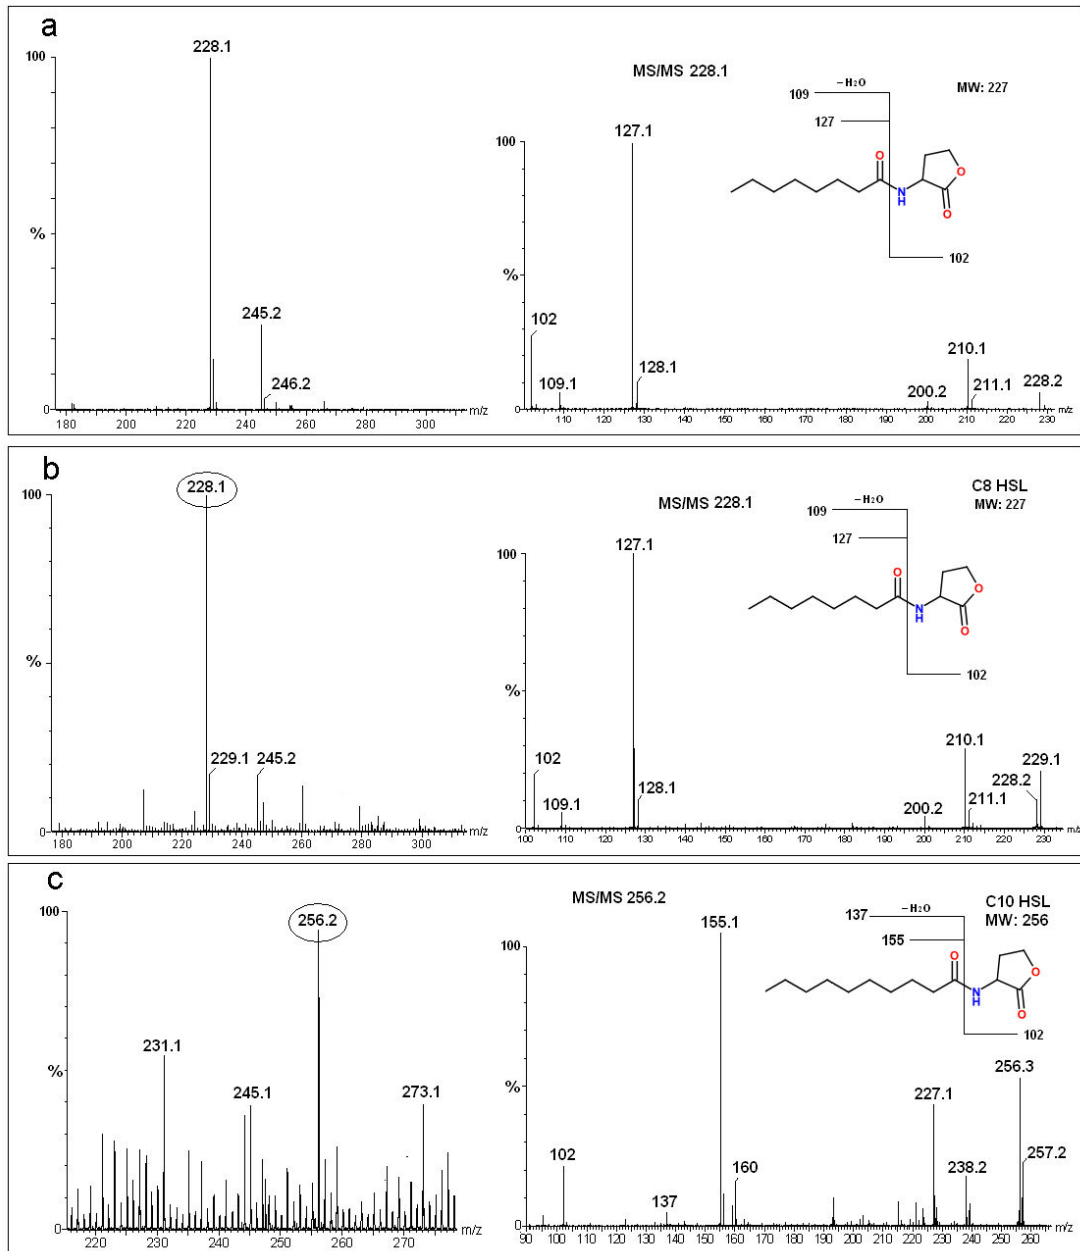 a
100
%
0
228.1
245.2
246.2
180 200 220 240 260 280 300 m/z
MS/MS 228.1
MW: 227
109 –H₂O
127
102
O
N
H
O
O
100
%
0
102
109.1
127.1
128.1
200.2
210.1
211.1
228.2
110 120 130 140 150 160 170 180 190 200 210 220 230 m/z
b
100
%
0
228.1
229.1
245.2
180 200 220 240 260 280 300 m/z
MS/MS 228.1
C8 HSL
MW: 227
109 –H₂O
127
102
O
N
H
O
O
100
%
0
102
109.1
127.1
128.1
200.2
210.1
211.1
228.2
229.1
100 110 120 130 140 150 160 170 180 190 200 210 220 230 m/z
c
100
%
0
231.1
245.1
256.2
273.1
220 230 240 250 260 270 m/z
MS/MS 256.2
C10 HSL
MW: 256
137 –H₂O
155
102
O
N
H
O
O
100
%
0
102
137
155.1
160
227.1
238.2
256.3
257.2
90 100 110 120 130 140 150 160 170 180 190 200 210 220 230 240 250 260 m/z